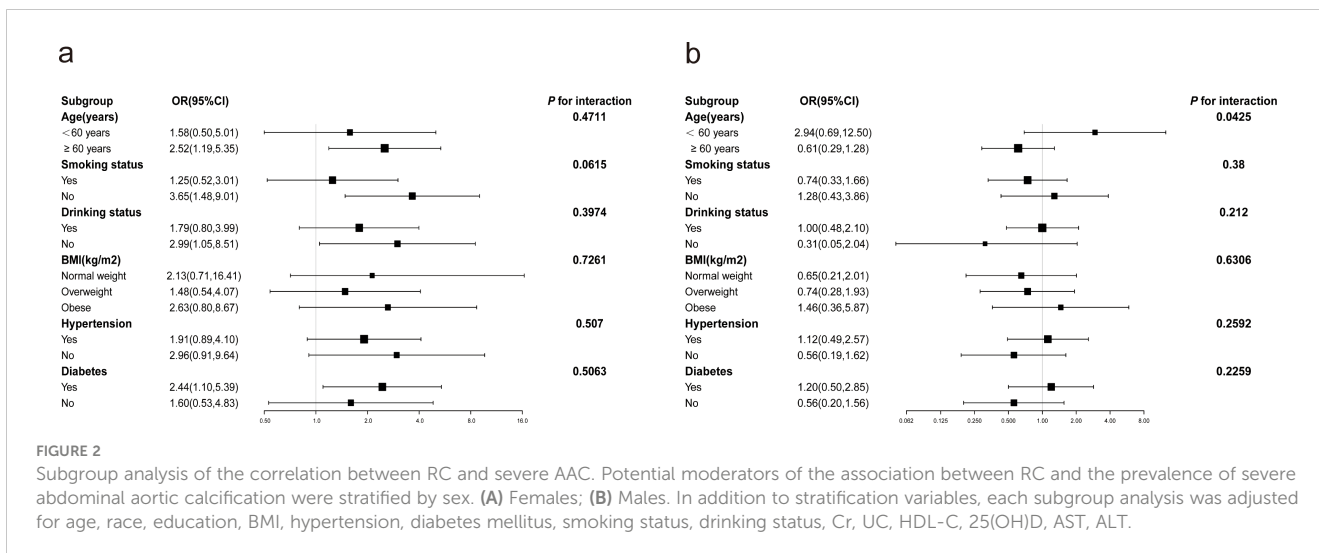 a
Subgroup OR(95%CI) P for interaction
Age(years) 0.4711
＜60 years 1.58(0.50,5.01)
≥ 60 years 2.52(1.19,5.35)
Smoking status 0.0615
Yes 1.25(0.52,3.01)
No 3.65(1.48,9.01)
Drinking status 0.3974
Yes 1.79(0.80,3.99)
No 2.99(1.05,8.51)
BMI(kg/m2) 0.7261
Normal weight 2.13(0.71,16.41)
Overweight 1.48(0.54,4.07)
Obese 2.63(0.80,8.67)
Hypertension 0.507
Yes 1.91(0.89,4.10)
No 2.96(0.91,9.64)
Diabetes 0.5063
Yes 2.44(1.10,5.39)
No 1.60(0.53,4.83)
0.50 1.0 2.0 4.0 8.0 16.0
b
Subgroup OR(95%CI) P for interaction
Age(years) 0.0425
＜ 60 years 2.94(0.69,12.50)
≥ 60 years 0.61(0.29,1.28)
Smoking status 0.38
Yes 0.74(0.33,1.66)
No 1.28(0.43,3.86)
Drinking status 0.212
Yes 1.00(0.48,2.10)
No 0.31(0.05,2.04)
BMI(kg/m2) 0.6306
Normal weight 0.65(0.21,2.01)
Overweight 0.74(0.28,1.93)
Obese 1.46(0.36,5.87)
Hypertension 0.2592
Yes 1.12(0.49,2.57)
No 0.56(0.19,1.62)
Diabetes 0.2259
Yes 1.20(0.50,2.85)
No 0.56(0.20,1.56)
0.062 0.125 0.250 0.500 1.00 2.00 4.00 8.00
FIGURE 2
Subgroup analysis of the correlation between RC and severe AAC. Potential moderators of the association between RC and the prevalence of severe
abdominal aortic calcification were stratified by sex. (A) Females; (B) Males. In addition to stratification variables, each subgroup analysis was adjusted
for age, race, education, BMI, hypertension, diabetes mellitus, smoking status, drinking status, Cr, UC, HDL-C, 25(OH)D, AST, ALT.